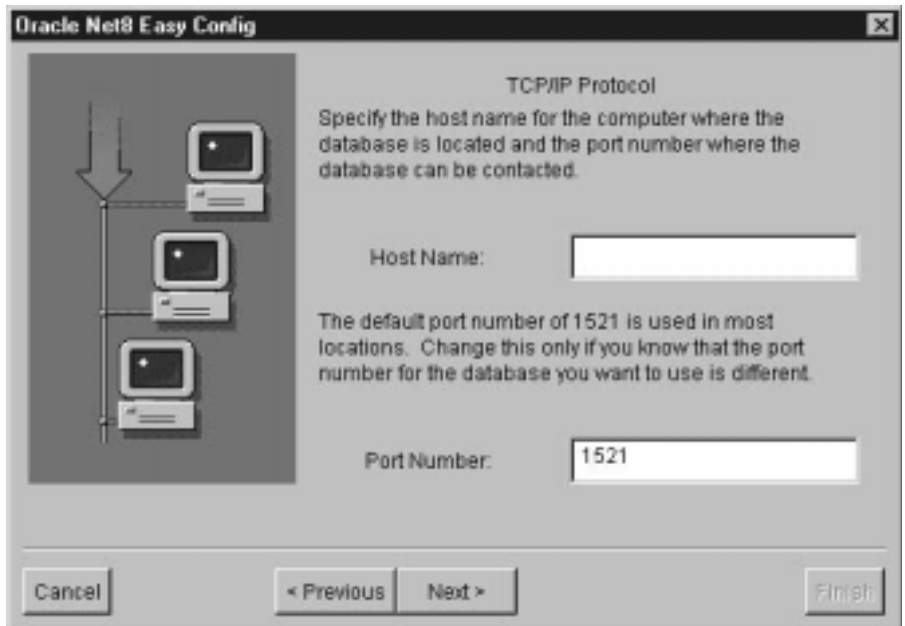 Oracle Net8 Easy Config
TCP/IP Protocol
Specify the host name for the computer where the
database is located and the port number where the
database can be contacted.
Host Name:
The default port number of 1521 is used in most
locations. Change this only if you know that the port
number for the database you want to use is different.
Port Number:
1521
Cancel
< Previous
Next >
Finish